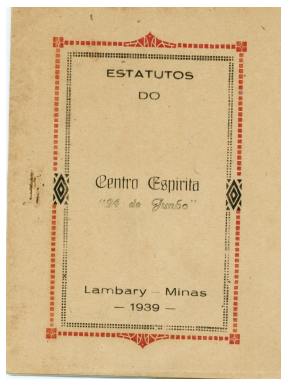 ESTATUTOS
DO
Centro Espirita
"24 de Junho"
Lambary — Minas
— 1939 —